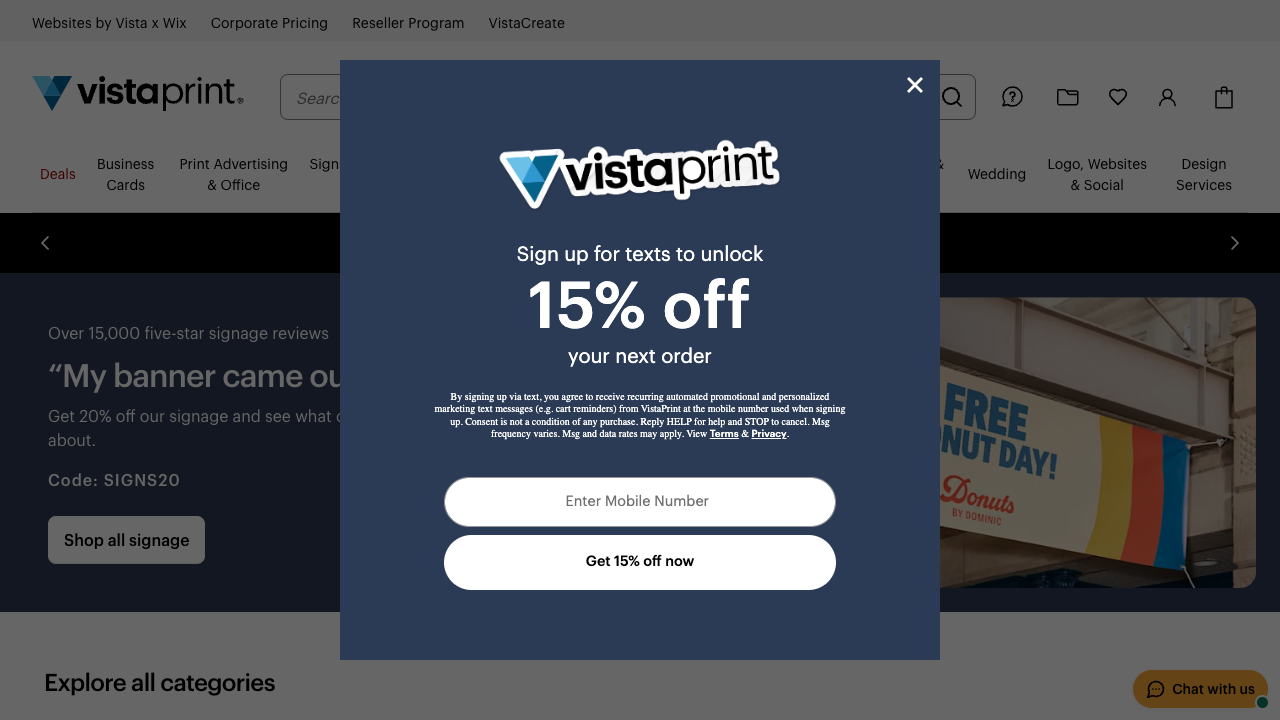 Websites by Vista x Wix Corporate Pricing Reseller Program VistaCreate
vistaprint®
Searc
Deals
Business
Cards
Print Advertising
& Office
Sign
&
Wedding
Logo, Websites
& Social
Design
Services
vistaprint
Sign up for texts to unlock
15% off
your next order
By signing up via text, you agree to receive recurring automated promotional and personalized
marketing text messages (e.g. cart reminders) from VistaPrint at the mobile number used when signing
up. Consent is not a condition of any purchase. Reply HELP for help and STOP to cancel. Msg
frequency varies. Msg and data rates may apply. View Terms & Privacy.
Enter Mobile Number
Get 15% off now
Over 15,000 five-star signage reviews
“My banner came ou
Get 20% off our signage and see what
about.
Code: SIGNS20
Shop all signage
FREE
NUT DAY!
Donuts
BY DOMINIC
Explore all categories
Chat with us